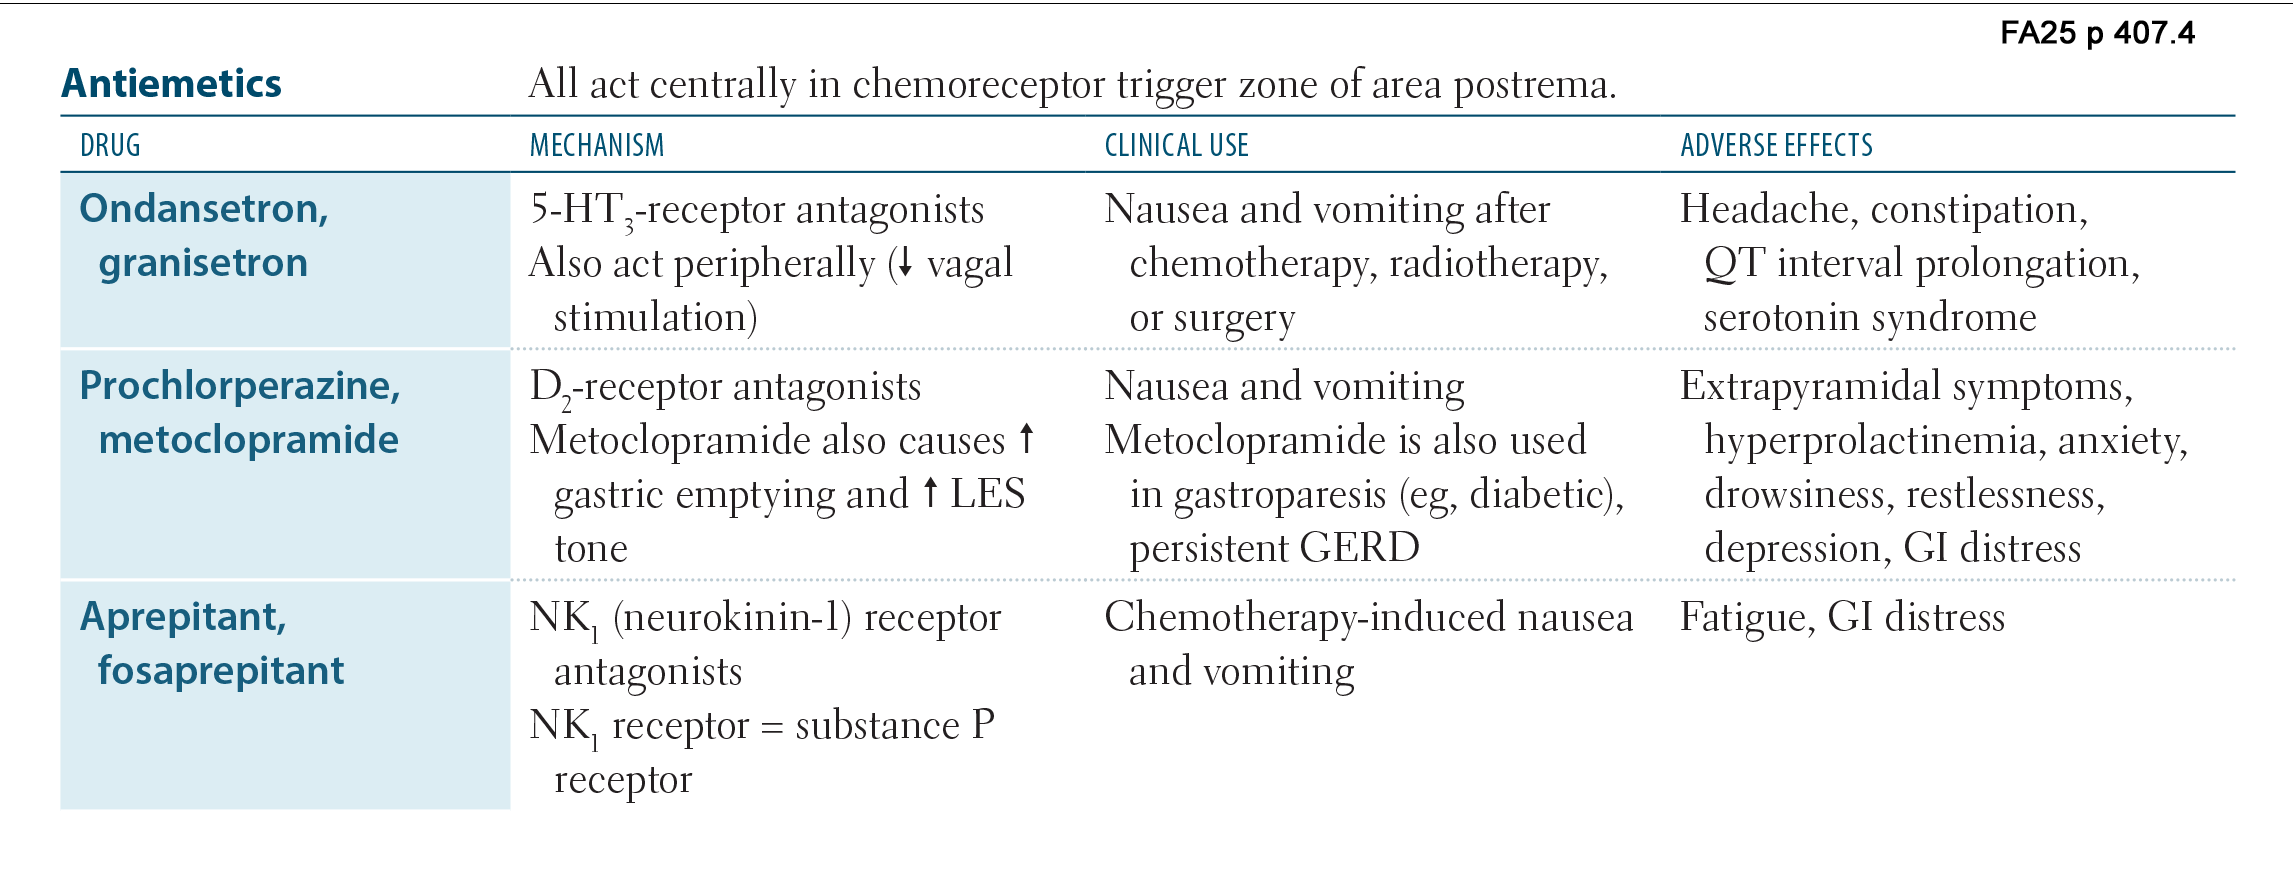 FA25 p 407.4
Antiemetics All act centrally in chemoreceptor trigger zone of area postrema.
DRUG MECHANISM CLINICAL USE ADVERSE EFFECTS
Ondansetron,
granisetron
5-HT₃-receptor antagonists
Also act peripherally (↓ vagal
stimulation)
Nausea and vomiting after
chemotherapy, radiotherapy,
or surgery
Headache, constipation,
QT interval prolongation,
serotonin syndrome
Prochlorperazine,
metoclopramide
D₂-receptor antagonists
Metoclopramide also causes ↑
gastric emptying and ↑ LES
tone
Nausea and vomiting
Metoclopramide is also used
in gastroparesis (eg, diabetic),
persistent GERD
Extrapyramidal symptoms,
hyperprolactinemia, anxiety,
drowsiness, restlessness,
depression, GI distress
Aprepitant,
fosaprepitant
NK₁ (neurokinin-1) receptor
antagonists
NK₁ receptor = substance P
receptor
Chemotherapy-induced nausea
and vomiting
Fatigue, GI distress